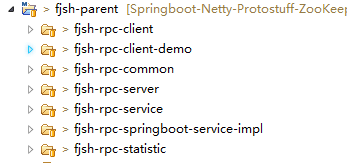 > fjsh-parent [Springboot-Netty-Protostuff-ZooKeep
> fjsh-rpc-client
> fjsh-rpc-client-demo
> fjsh-rpc-common
> fjsh-rpc-server
> fjsh-rpc-service
> fjsh-rpc-springboot-service-impl
> fjsh-rpc-statistic